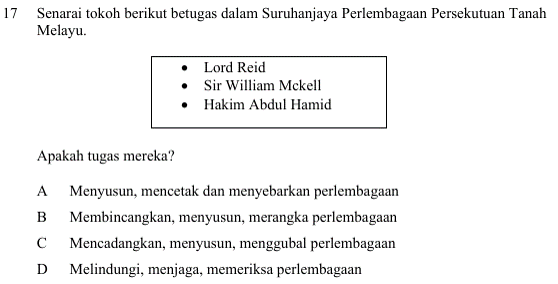 17 Senarai tokoh berikut betugas dalam Suruhanjaya Perlembagaan Persekutuan Tanah
Melayu.
• Lord Reid
• Sir William Mckell
• Hakim Abdul Hamid
Apakah tugas mereka?
A Menyusun, mencetak dan menyebarkan perlembagaan
B Membincangkan, menyusun, merangka perlembagaan
C Mencadangkan, menyusun, menggubal perlembagaan
D Melindungi, menjaga, memeriksa perlembagaan